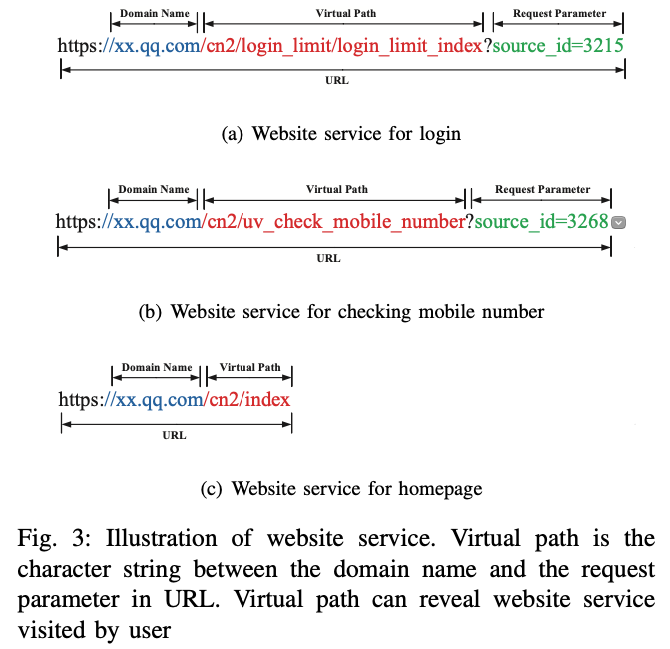 Domain Name Virtual Path Request Parameter
https://xx.qq.com/cn2/login_limit/login_limit_index?source_id=3215
URL
(a) Website service for login
Domain Name Virtual Path Request Parameter
https://xx.qq.com/cn2/uv_check_mobile_number?source_id=3268
URL
(b) Website service for checking mobile number
Domain Name Virtual Path
https://xx.qq.com/cn2/index
URL
(c) Website service for homepage
Fig. 3: Illustration of website service. Virtual path is the
character string between the domain name and the request
parameter in URL. Virtual path can reveal website service
visited by user